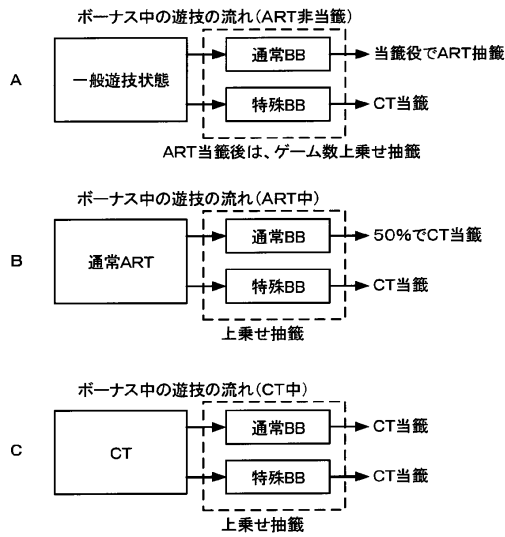 ボーナス中の遊技の流れ(ART非当籤)
A
一般遊技状態
通常BB
当籤役でART抽籤
特殊BB
CT当籤
ART当籤後は、ゲーム数上乗せ抽籤
ボーナス中の遊技の流れ(ART中)
B
通常ART
通常BB
50%でCT当籤
特殊BB
CT当籤
上乗せ抽籤
ボーナス中の遊技の流れ(CT中)
C
CT
通常BB
CT当籤
特殊BB
CT当籤
上乗せ抽籤